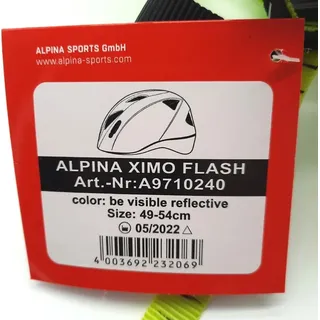 ALPINA SPORTS GmbH
www.alpina-sports.com
ALPINA XIMO FLASH
Art.-Nr:A9710240
color: be visible reflective
Size: 49-54cm
05/2022
4 003692 232069